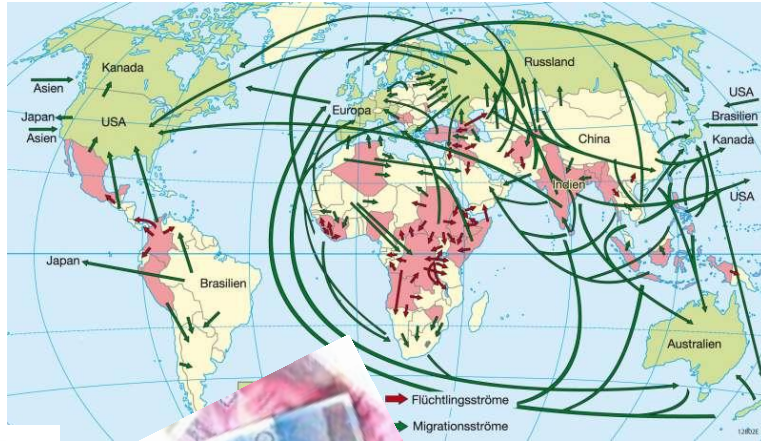 Kanada
Russland
Asien
USA
Japan
USA
Europa
Brasilien
Asien
China
Kanada
Indien
USA
Japan
Brasilien
Australien
Flüchtlingsströme
Migrationsströme